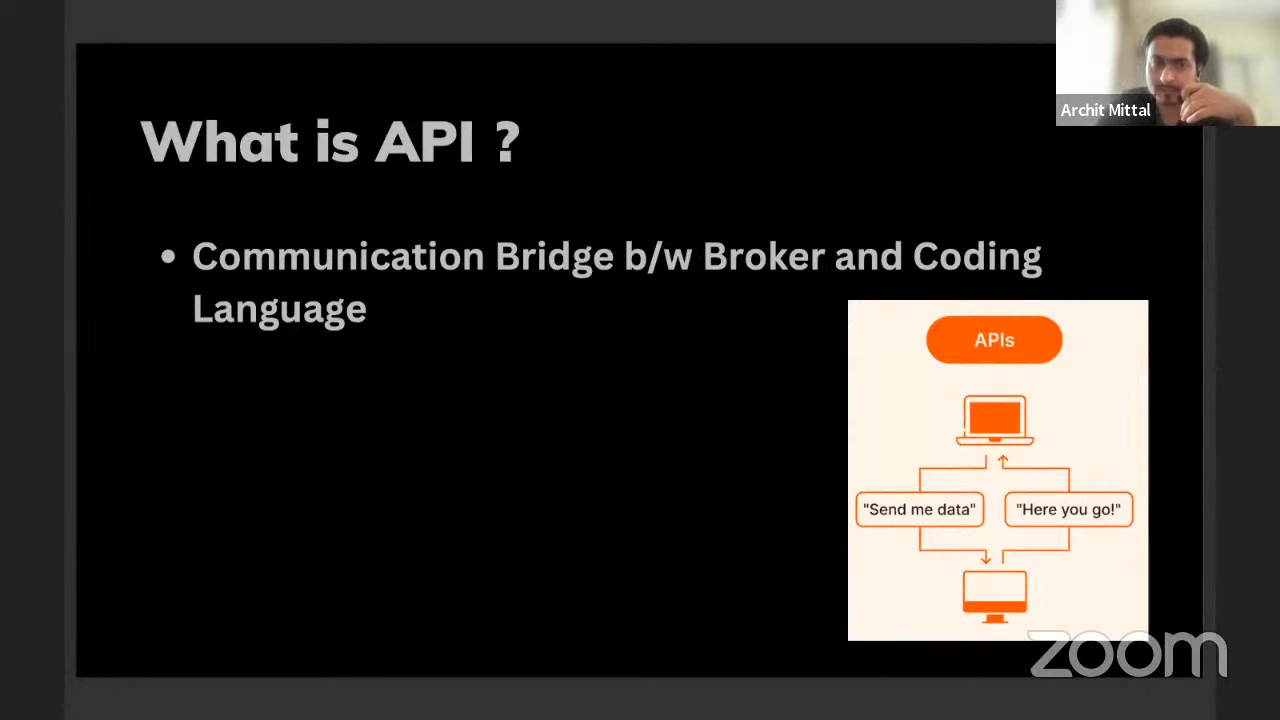 Archit Mittal
What is API ?
• Communication Bridge b/w Broker and Coding
Language
APIs
"Send me data"
"Here you go!"
zoom